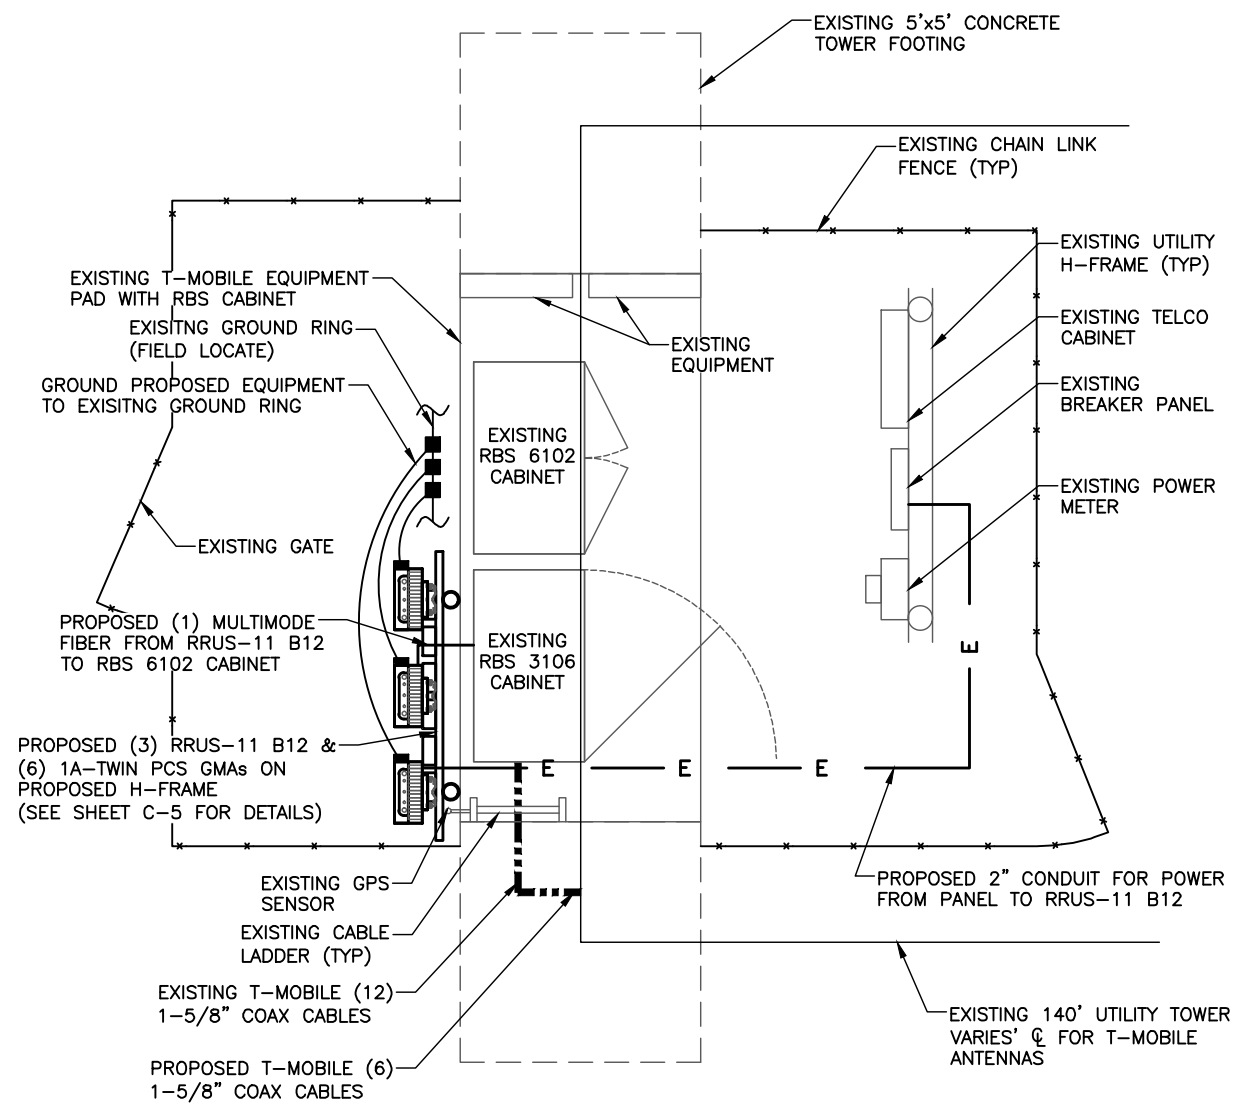 EXISTING 5'x5' CONCRETE
TOWER FOOTING
EXISTING CHAIN LINK
FENCE (TYP)
EXISTING UTILITY
H-FRAME (TYP)
EXISTING T-MOBILE EQUIPMENT
PAD WITH RBS CABINET
EXISITNG GROUND RING
(FIELD LOCATE)
GROUND PROPOSED EQUIPMENT
TO EXISITNG GROUND RING
EXISTING
EQUIPMENT
EXISTING TELCO
CABINET
EXISTING
BREAKER PANEL
EXISTING
RBS 6102
CABINET
EXISTING POWER
METER
EXISTING GATE
PROPOSED (1) MULTIMODE
FIBER FROM RRUS-11 B12
TO RBS 6102 CABINET
EXISTING
RBS 3106
CABINET
E
PROPOSED (3) RRUS-11 B12 &
(6) 1A-TWIN PCS GMAs ON
PROPOSED H-FRAME
(SEE SHEET C-5 FOR DETAILS)
E E E
EXISTING GPS
SENSOR
PROPOSED 2" CONDUIT FOR POWER
FROM PANEL TO RRUS-11 B12
EXISTING CABLE
LADDER (TYP)
EXISTING T-MOBILE (12)
1-5/8" COAX CABLES
EXISTING 140' UTILITY TOWER
VARIES' ℄ FOR T-MOBILE
ANTENNAS
PROPOSED T-MOBILE (6)
1-5/8" COAX CABLES